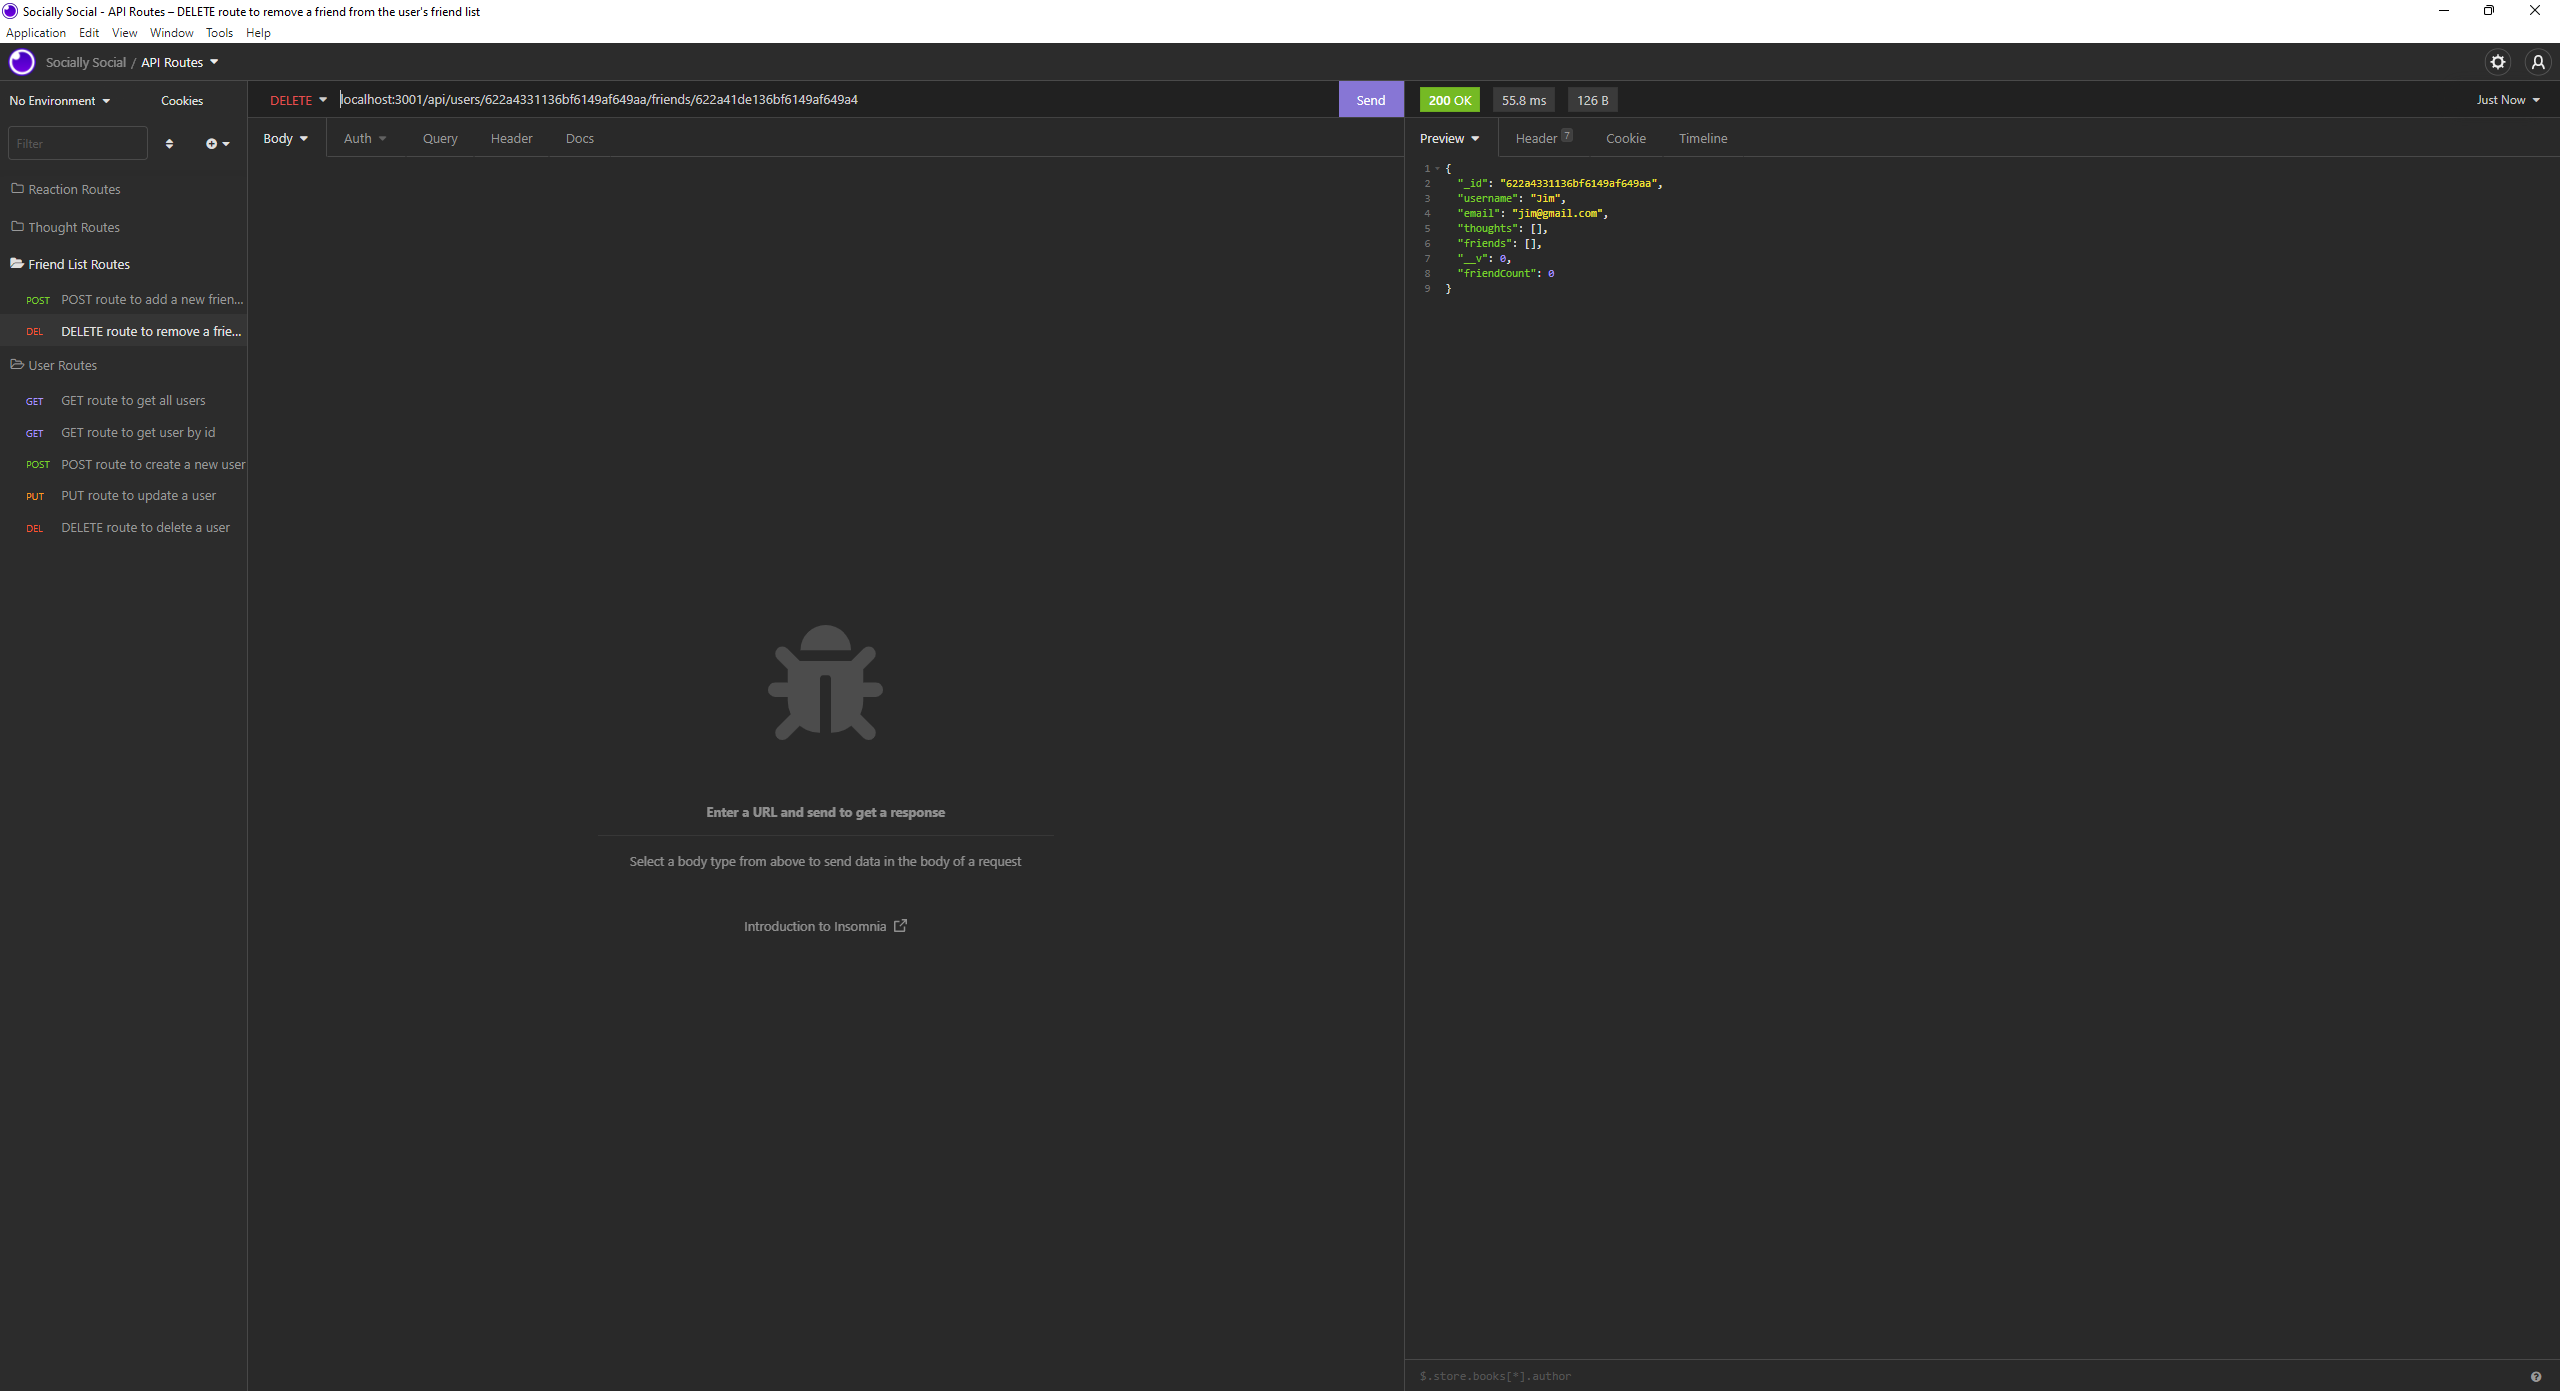 Socially Social - API Routes – DELETE route to remove a friend from the user's friend list
Application Edit View Window Tools Help
Socially Social / API Routes
No Environment Cookies
DELETE localhost:3001/api/users/622a4331136bf6149af649aa/friends/622a41de136bf6149af649a4 Send
200 OK 55.8 ms 126 B Just Now
Filter
Body Auth Query Header Docs
Preview Header 7 Cookie Timeline
Reaction Routes
Thought Routes
Friend List Routes
POST POST route to add a new frien...
DEL DELETE route to remove a frie...
User Routes
GET GET route to get all users
GET GET route to get user by id
POST POST route to create a new user
PUT PUT route to update a user
DEL DELETE route to delete a user
Enter a URL and send to get a response
Select a body type from above to send data in the body of a request
Introduction to Insomnia
1 {
2 "_id": "622a4331136bf6149af649aa",
3 "username": "Jim",
4 "email": "jim@gmail.com",
5 "thoughts": [],
6 "friends": [],
7 "__v": 0,
8 "friendCount": 0
9 }
$.store.books[*].author